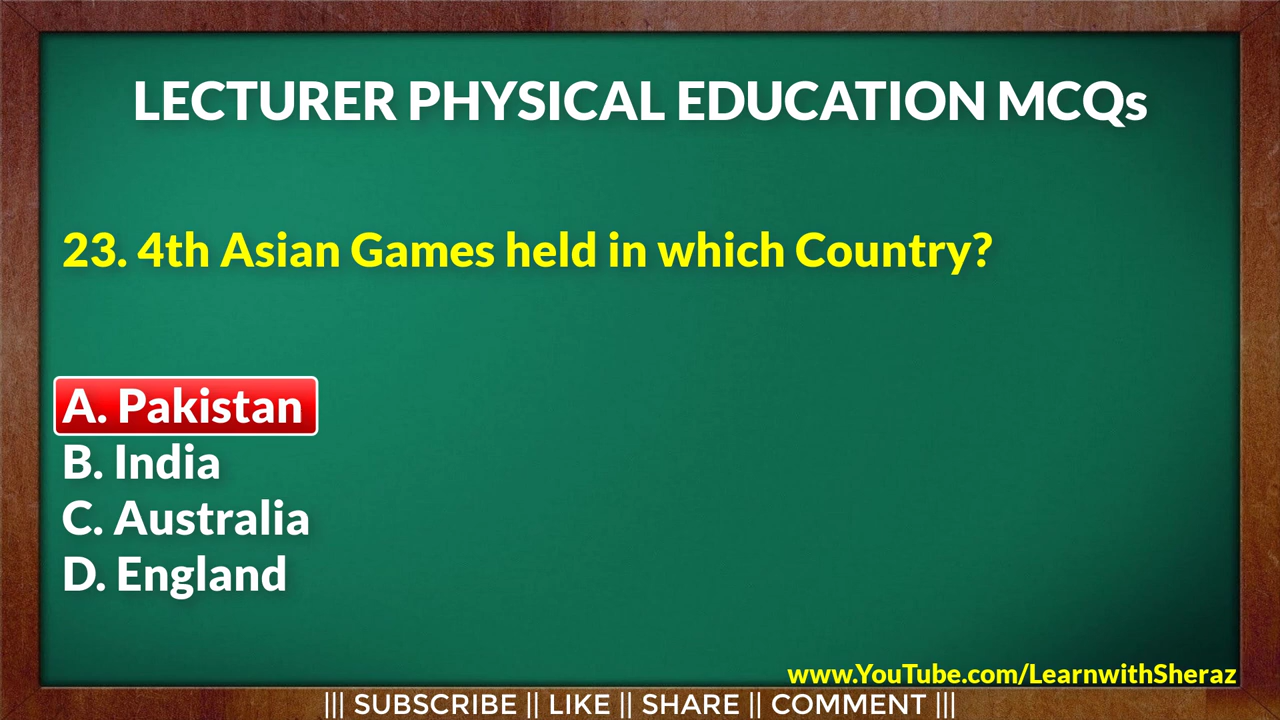 LECTURER PHYSICAL EDUCATION MCQs
23. 4th Asian Games held in which Country?
A. Pakistan
B. India
C. Australia
D. England
www.YouTube.com/LearnwithSheraz
||| SUBSCRIBE || LIKE || SHARE || COMMENT |||